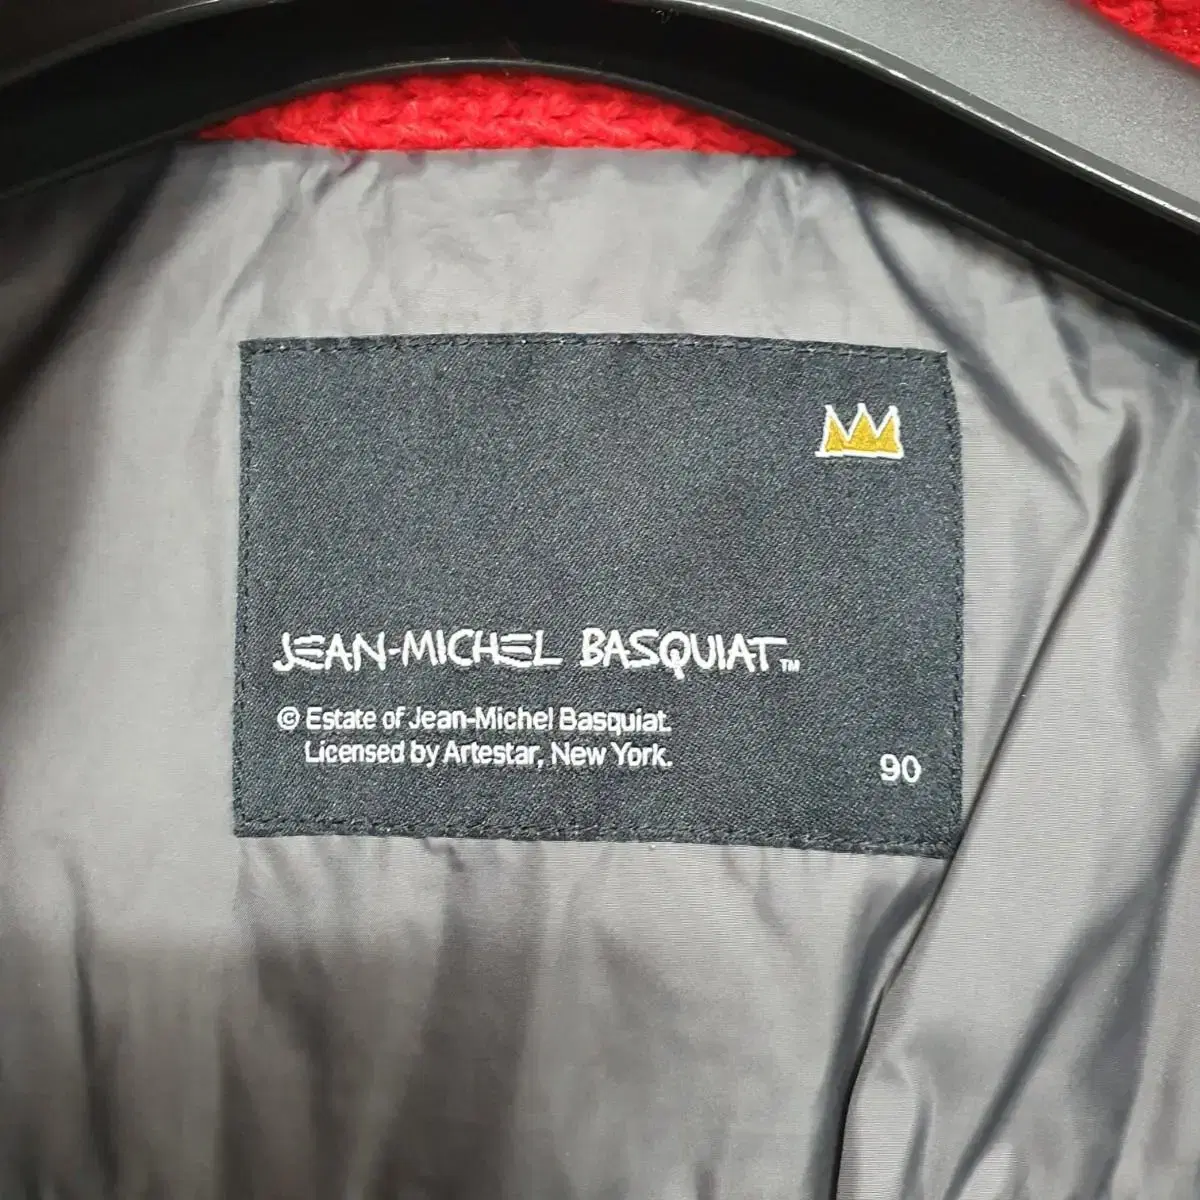 JEAN-MICHEL BASQUIAT™
© Estate of Jean-Michel Basquiat.
Licensed by Artestar, New York.
90